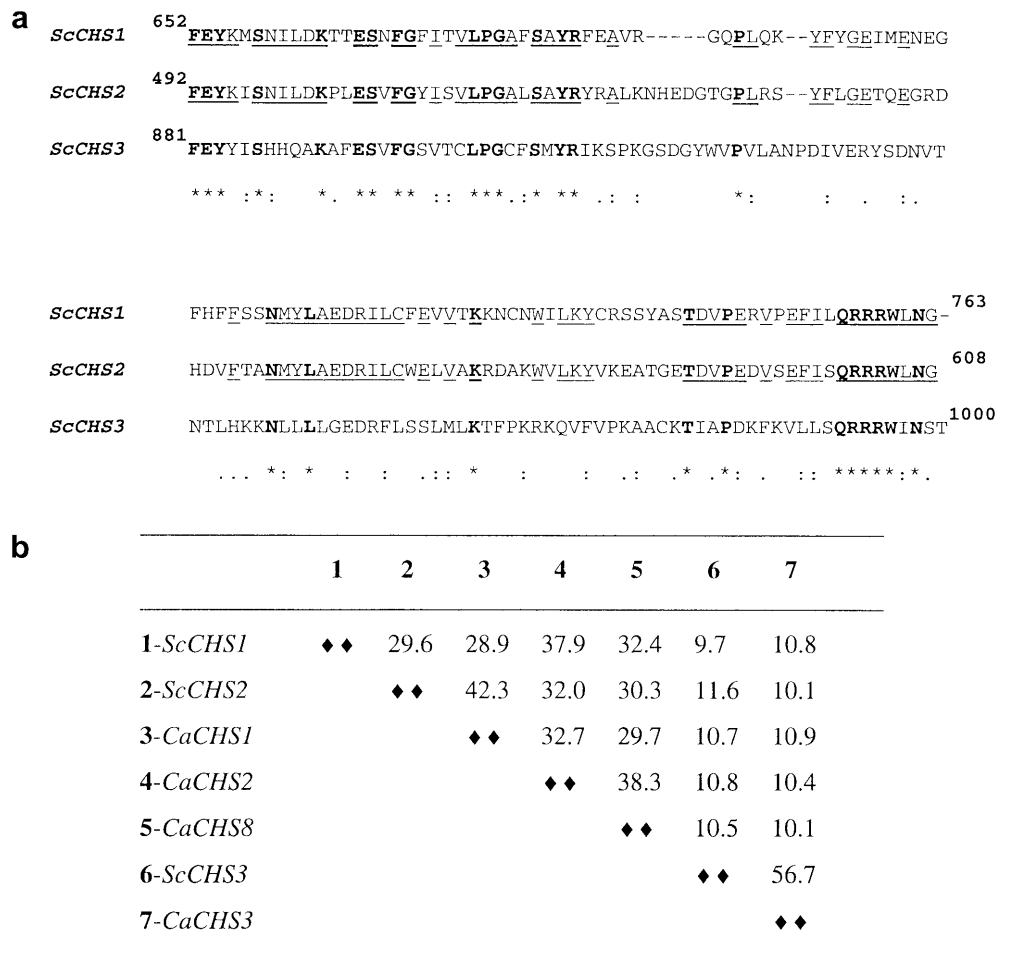 a
ScCHS1 652 FEYKMSNILDKTTESNFGFITVLPGAFSAYRFEAVR-----GQPLQK--YFYGEIMENEG
ScCHS2 492 FEYKISNILDKPLESVFGYISVLPGALSAYRYRALKNHEDGTGPLRS--YFLGETQEGRD
ScCHS3 881 FEYYISHHQAKAFESVFGSVTCLPGCFSMYRIKSPKGSDGYWVPVLANPDIVERYSDNVT
*** :*: *. ** ** :: ***.:* ** .: : *: : . :.
ScCHS1 FHFFSSNMYLAEDRILCFEVVTKKNCNWILKYCRSSYASTDVPERVPEFILQRRRWLNG- 763
ScCHS2 HDVFTANMYLAEDRILCWELVAKRDAKWVLKYVKEATGETDVPEDVSEFISQRRRWLNG 608
ScCHS3 NTLHKKNLLLLGEDRFLSSLMLKTFPKRKQVFVPKAACKTIAPDKFKVLLSQRRRWINST 1000
... *: * : : .:: * : : .: .* .*: . :: *****:*.
b
1 2 3 4 5 6 7
1-ScCHS1 ♦♦ 29.6 28.9 37.9 32.4 9.7 10.8
2-ScCHS2 ♦♦ 42.3 32.0 30.3 11.6 10.1
3-CaCHS1 ♦♦ 32.7 29.7 10.7 10.9
4-CaCHS2 ♦♦ 38.3 10.8 10.4
5-CaCHS8 ♦♦ 10.5 10.1
6-ScCHS3 ♦♦ 56.7
7-CaCHS3 ♦♦